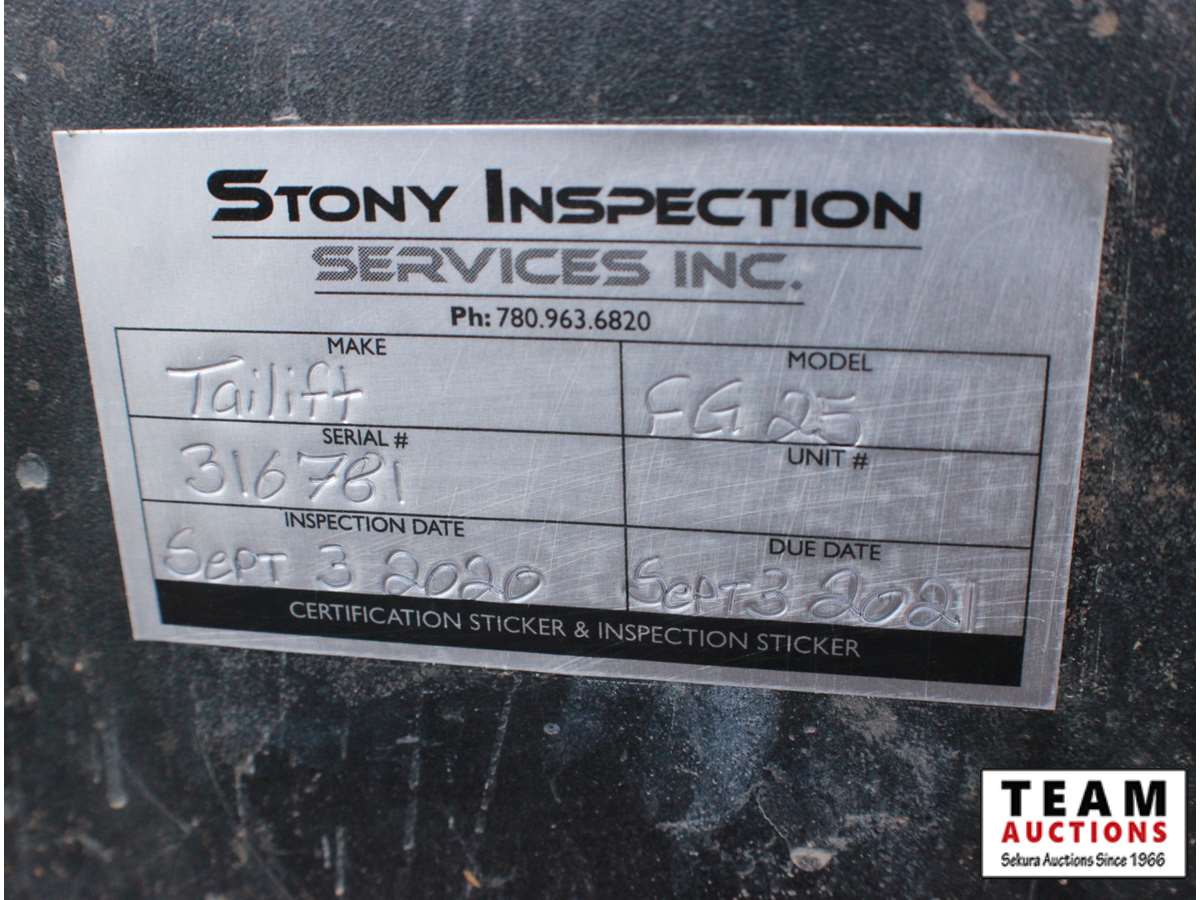 STONY INSPECTION
SERVICES INC.
Ph: 780.963.6820
MAKE
Tailift
MODEL
FG 25
SERIAL #
316781
UNIT #
INSPECTION DATE
Sept 3 2020
DUE DATE
Sept 3 2021
CERTIFICATION STICKER & INSPECTION STICKER
TEAM
AUCTIONS
Sekura Auctions Since 1966